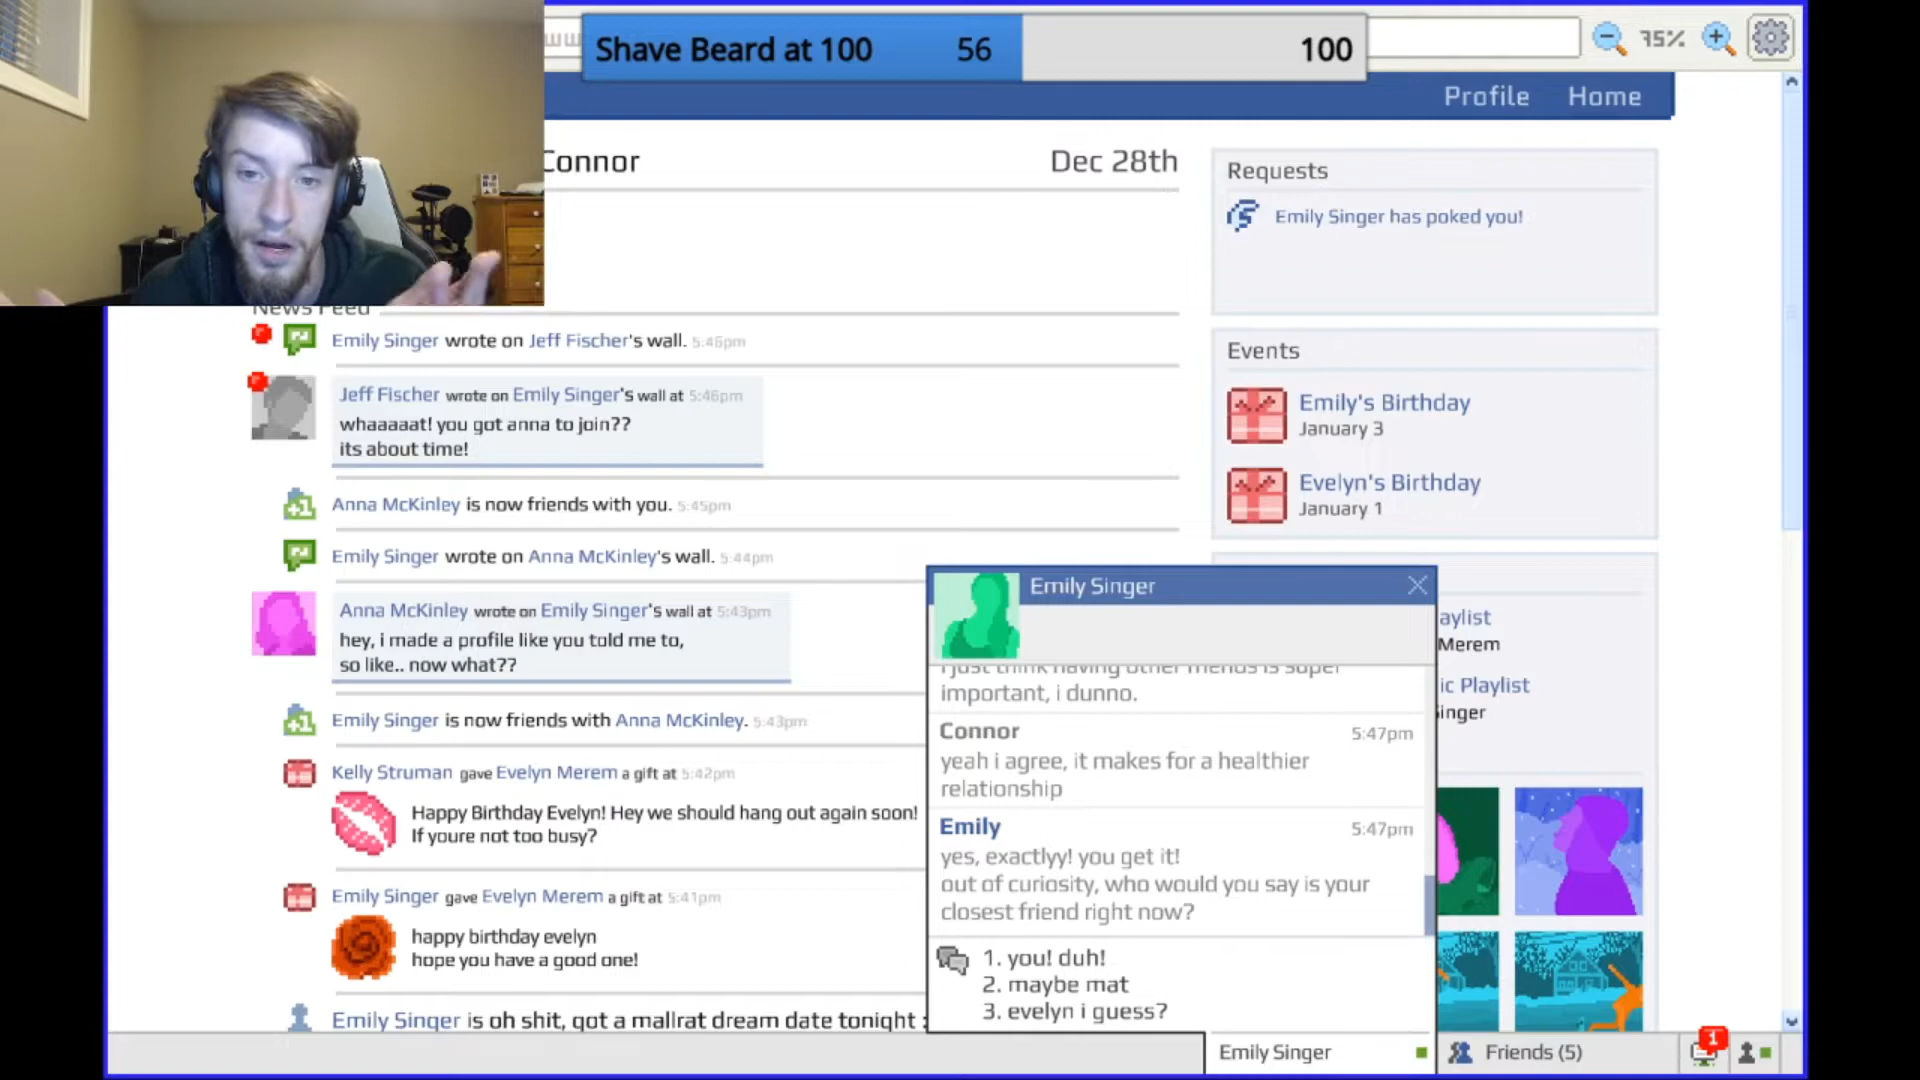 Shave Beard at 100 56 100
75%
Profile Home
Connor Dec 28th
News Feed
Emily Singer wrote on Jeff Fischer's wall. 5:46pm
Jeff Fischer wrote on Emily Singer's wall at 5:46pm
whaaaaat! you got anna to join??
its about time!
Anna McKinley is now friends with you. 5:45pm
Emily Singer wrote on Anna McKinley's wall. 5:44pm
Anna McKinley wrote on Emily Singer's wall at 5:43pm
hey, i made a profile like you told me to,
so like.. now what??
Emily Singer is now friends with Anna McKinley. 5:43pm
Kelly Struman gave Evelyn Merem a gift at 5:42pm
Happy Birthday Evelyn! Hey we should hang out again soon!
If youre not too busy?
Emily Singer gave Evelyn Merem a gift at 5:41pm
happy birthday evelyn
hope you have a good one!
Emily Singer is oh shit, got a mallrat dream date tonight :
Requests
Emily Singer has poked you!
Events
Emily's Birthday
January 3
Evelyn's Birthday
January 1
aylist
Merem
ic Playlist
inger
Emily Singer
i just think having other friends is super
important, i dunno.
Connor 5:47pm
yeah i agree, it makes for a healthier
relationship
Emily 5:47pm
yes, exactlyy! you get it!
out of curiosity, who would you say is your
closest friend right now?
1. you! duh!
2. maybe mat
3. evelyn i guess?
Emily Singer
Friends (5)
1